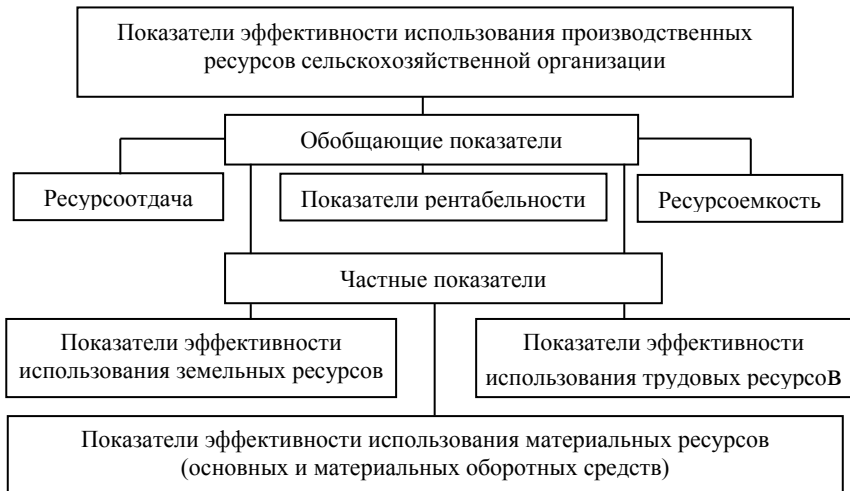 Показатели эффективности использования производственных
ресурсов сельскохозяйственной организации
Обобщающие показатели
Ресурсоотдача
Показатели рентабельности
Ресурсоемкость
Частные показатели
Показатели эффективности
использования земельных ресурсов
Показатели эффективности
использования трудовых ресурсов
Показатели эффективности использования материальных ресурсов
(основных и материальных оборотных средств)